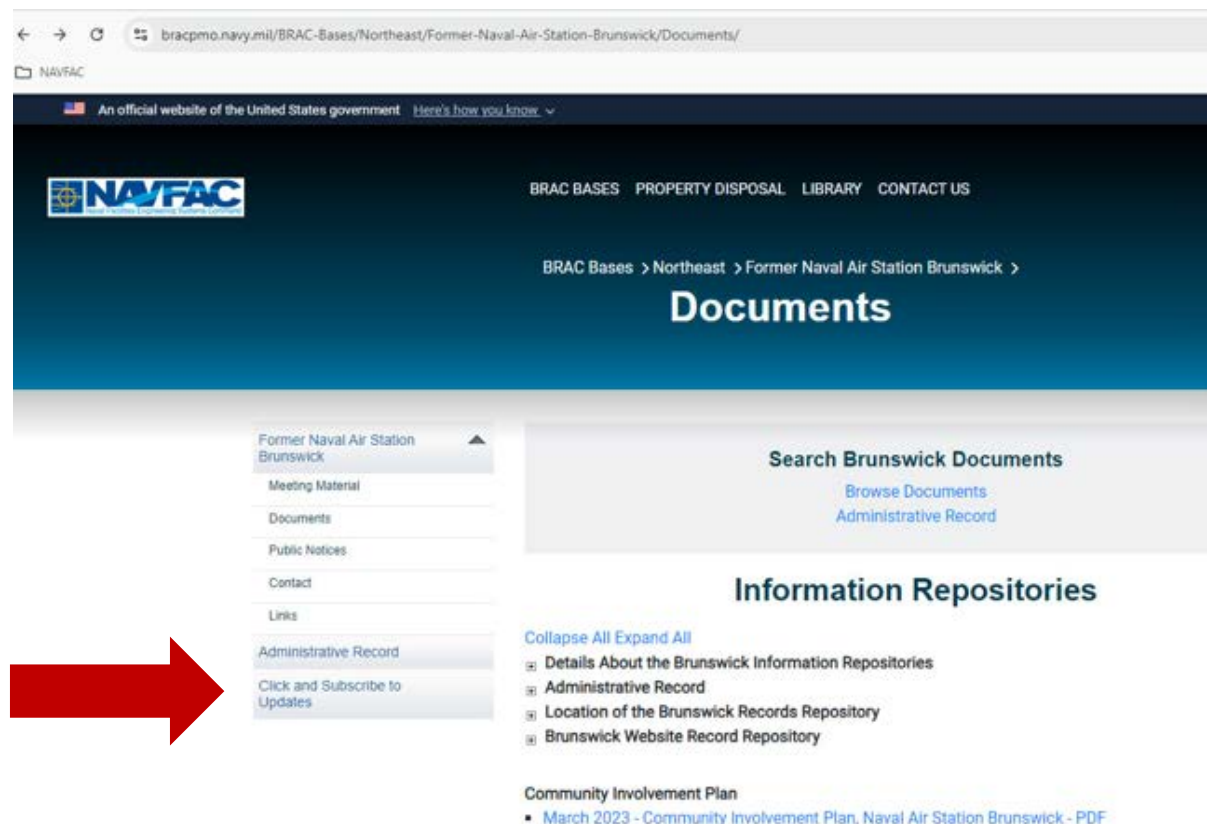 bracpmo.navy.mil/BRAC-Bases/Northeast/Former-Naval-Air-Station-Brunswick/Documents/
NAVFAC
An official website of the United States government Here's how you know
NAVFAC
Naval Facilities Engineering Systems Command
BRAC BASES PROPERTY DISPOSAL LIBRARY CONTACT US
BRAC Bases > Northeast > Former Naval Air Station Brunswick >
Documents
Former Naval Air Station
Brunswick
Meeting Material
Documents
Public Notices
Contact
Links
Administrative Record
Click and Subscribe to
Updates
Search Brunswick Documents
Browse Documents
Administrative Record
Information Repositories
Collapse All Expand All
Details About the Brunswick Information Repositories
Administrative Record
Location of the Brunswick Records Repository
Brunswick Website Record Repository
Community Involvement Plan
March 2023 - Community Involvement Plan, Naval Air Station Brunswick - PDF